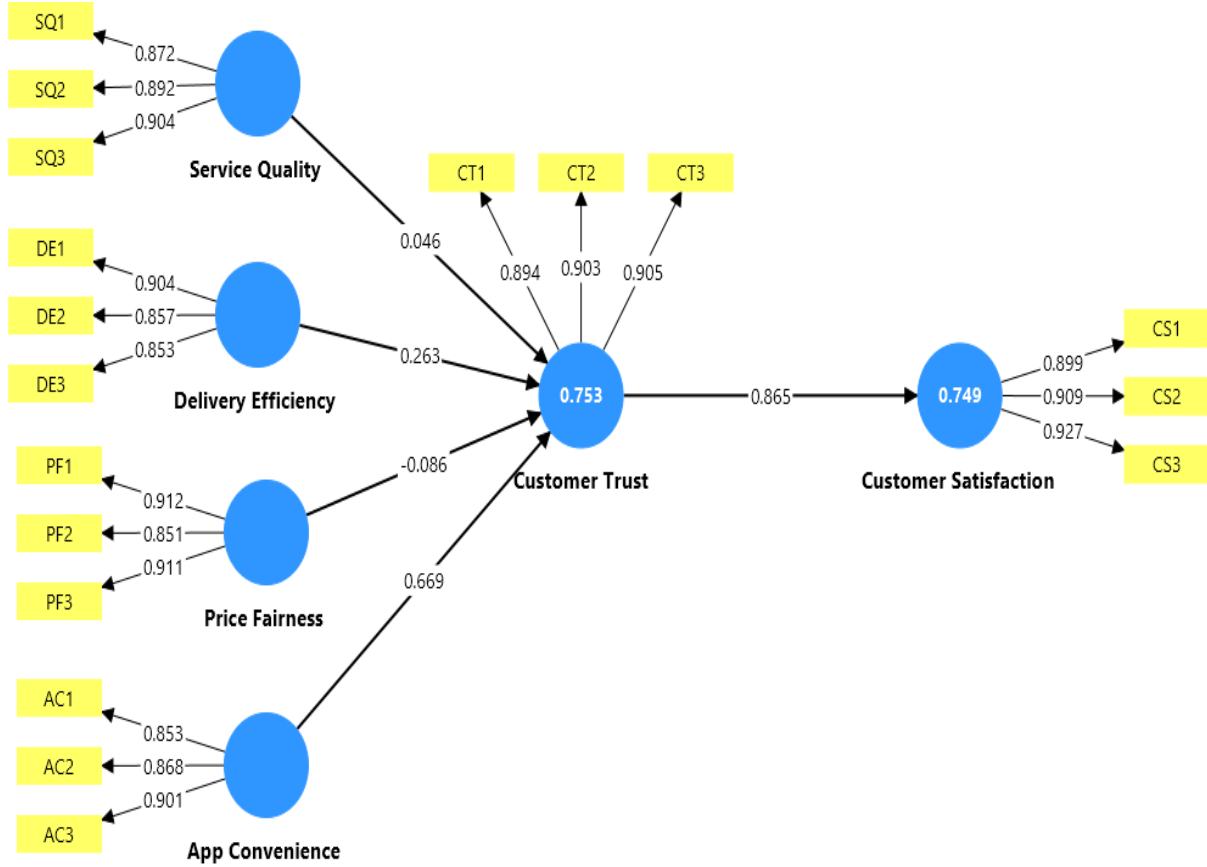 SQ1
0.872
SQ2
0.892
SQ3
0.904
Service Quality
CT1
CT2
CT3
0.894
0.903
0.905
0.046
DE1
0.904
DE2
0.857
DE3
0.853
Delivery Efficiency
0.263
0.753
Customer Trust
0.865
0.749
Customer Satisfaction
CS1
0.899
CS2
0.909
CS3
0.927
PF1
0.912
PF2
0.851
PF3
0.911
Price Fairness
-0.086
0.669
AC1
0.853
AC2
0.868
AC3
0.901
App Convenience